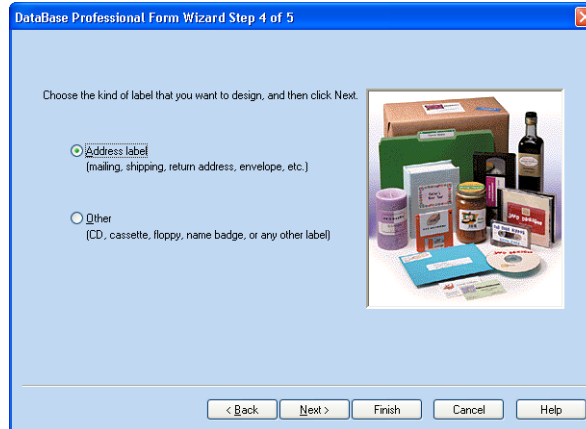 DataBase Professional Form Wizard Step 4 of 5
Choose the kind of label that you want to design, and then click Next.
Address label
(mailing, shipping, return address, envelope, etc.)
Other
(CD, cassette, floppy, name badge, or any other label)
< Back
Next >
Finish
Cancel
Help